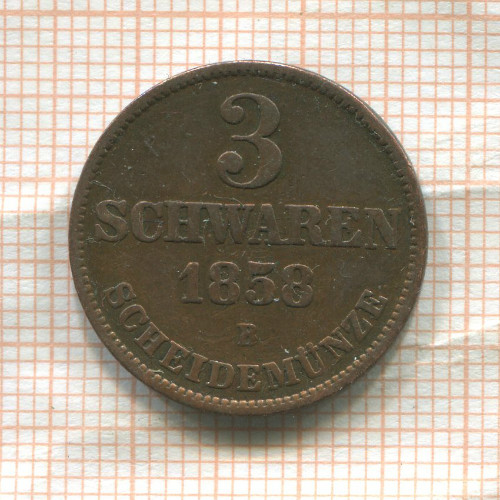 3
SCHWAREN
1858
B
SCHEIDEMÜNZE